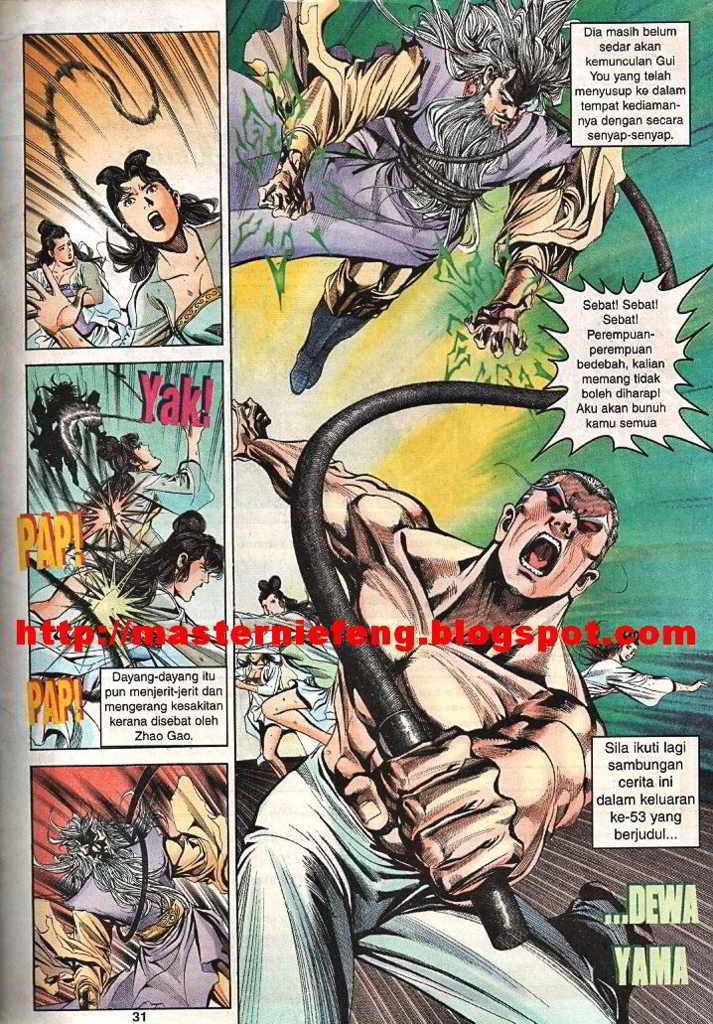 Yak!
PAP!
PAP!
Dayang-dayang itu
pun menjerit-jerit dan
mengerang kesakitan
kerana disebat oleh
Zhao Gao.
Dia masih belum
sedar akan
kemunculan Gui
You yang telah
menyusup ke dalam
tempat kediaman-
nya dengan secara
senyap-senyap.
Sebat! Sebat!
Sebat!
Perempuan-
perempuan
bedebah, kalian
memang tidak
boleh diharap!
Aku akan bunuh
kamu semua
http://masterniefeng.blogspot.com
Sila ikuti lagi
sambungan
cerita ini
dalam keluaran
ke-53 yang
berjudul...
...DEWA
YAMA
31